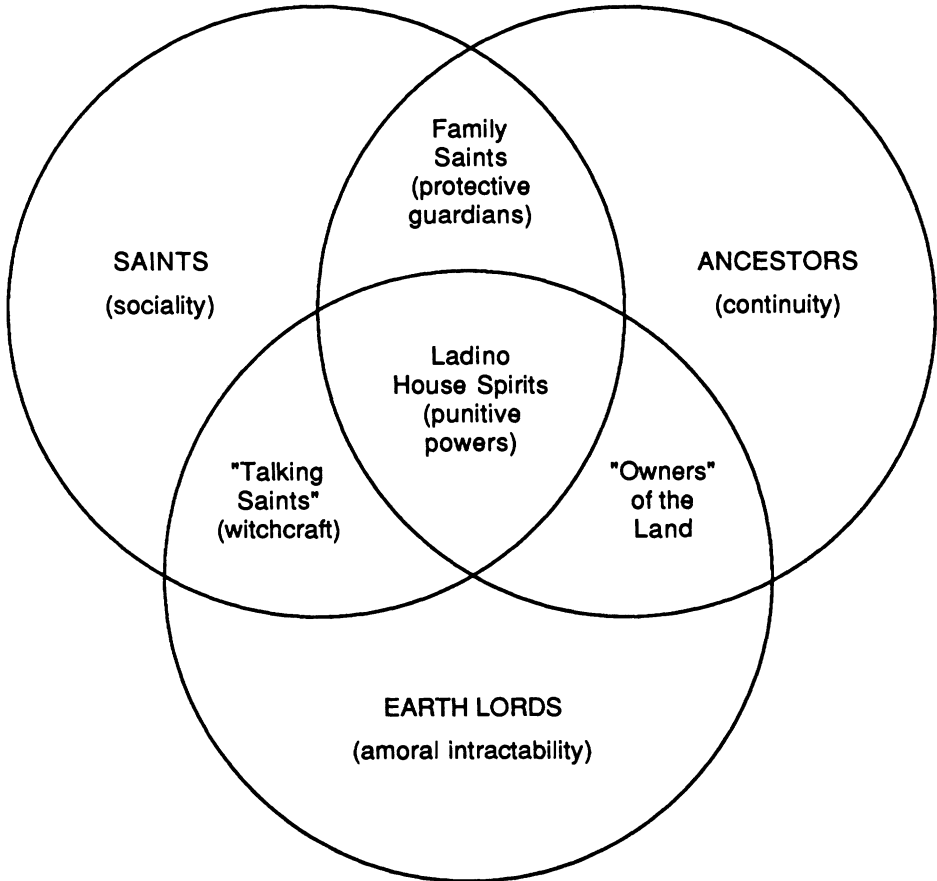 Family
Saints
(protective
guardians)
SAINTS
(sociality)
ANCESTORS
(continuity)
Ladino
House Spirits
(punitive
powers)
"Talking
Saints"
(witchcraft)
"Owners"
of the
Land
EARTH LORDS
(amoral intractability)